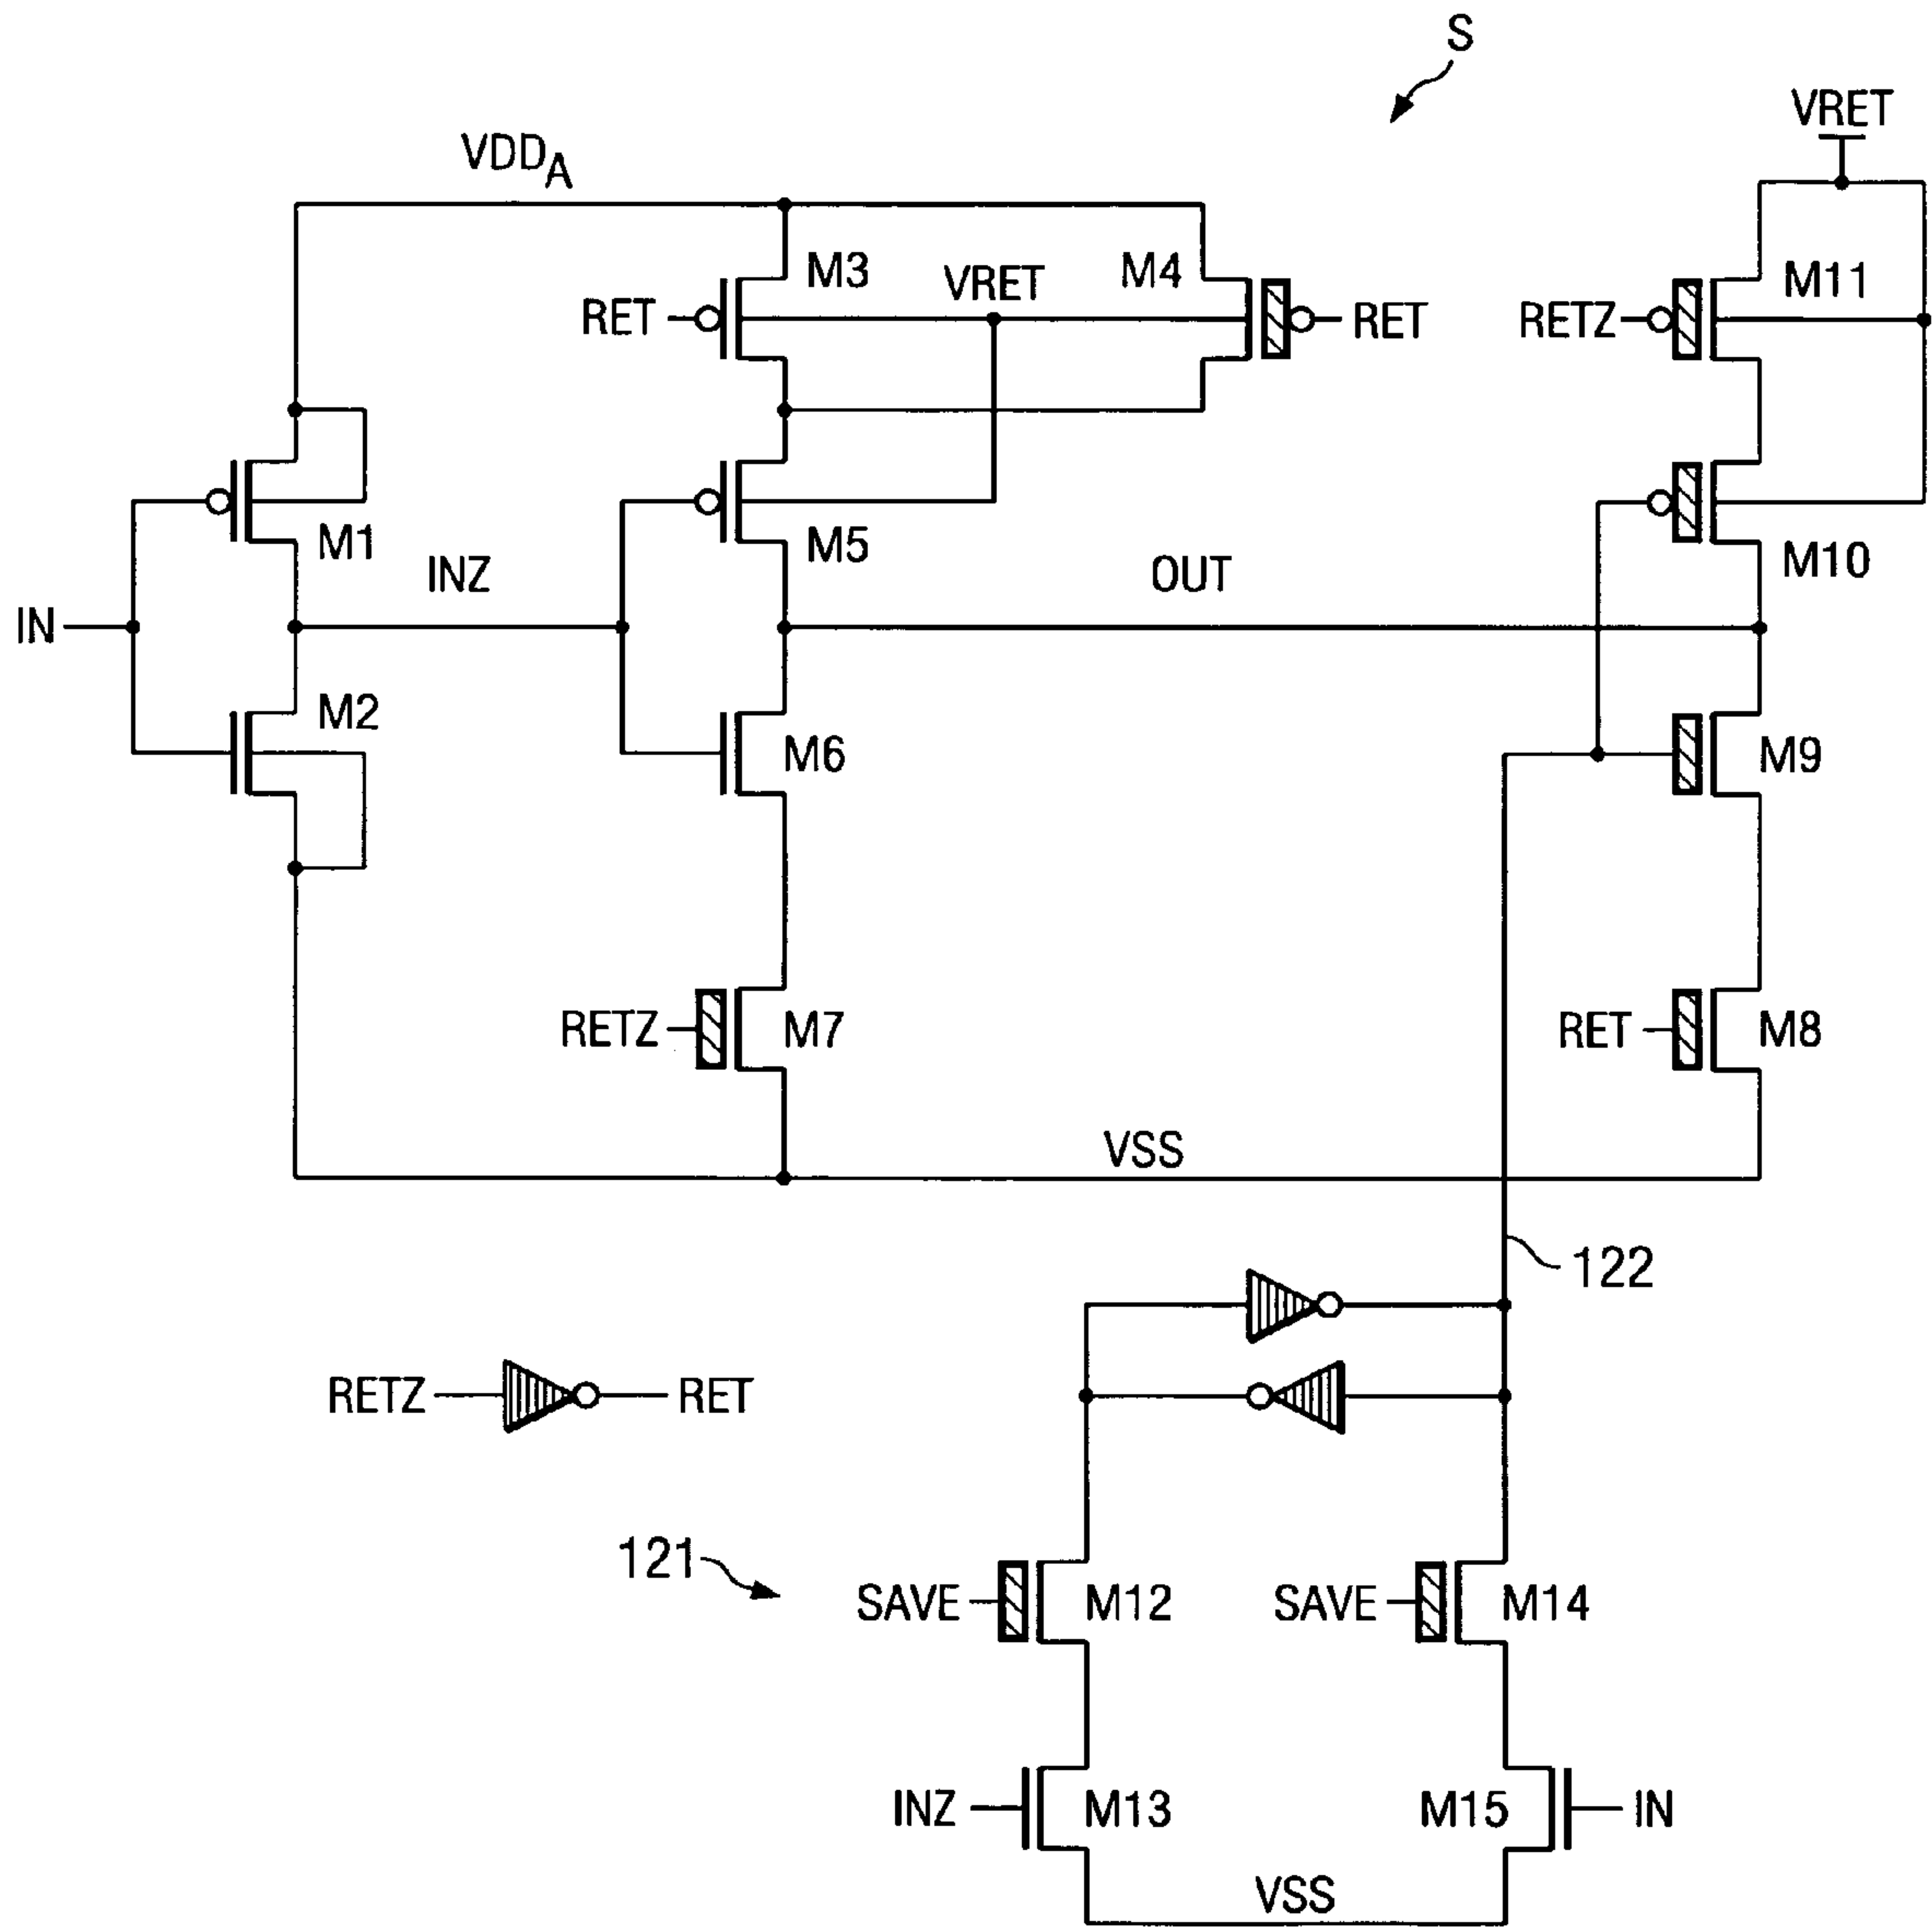 S
VRET
VDDA
M3
VRET
M4
M11
RET
RET
RETZ
M1
M5
INZ
OUT
M10
IN
M2
M6
M9
RETZ
M7
RET
M8
VSS
122
RETZ
RET
121
SAVE
M12
SAVE
M14
INZ
M13
M15
IN
VSS